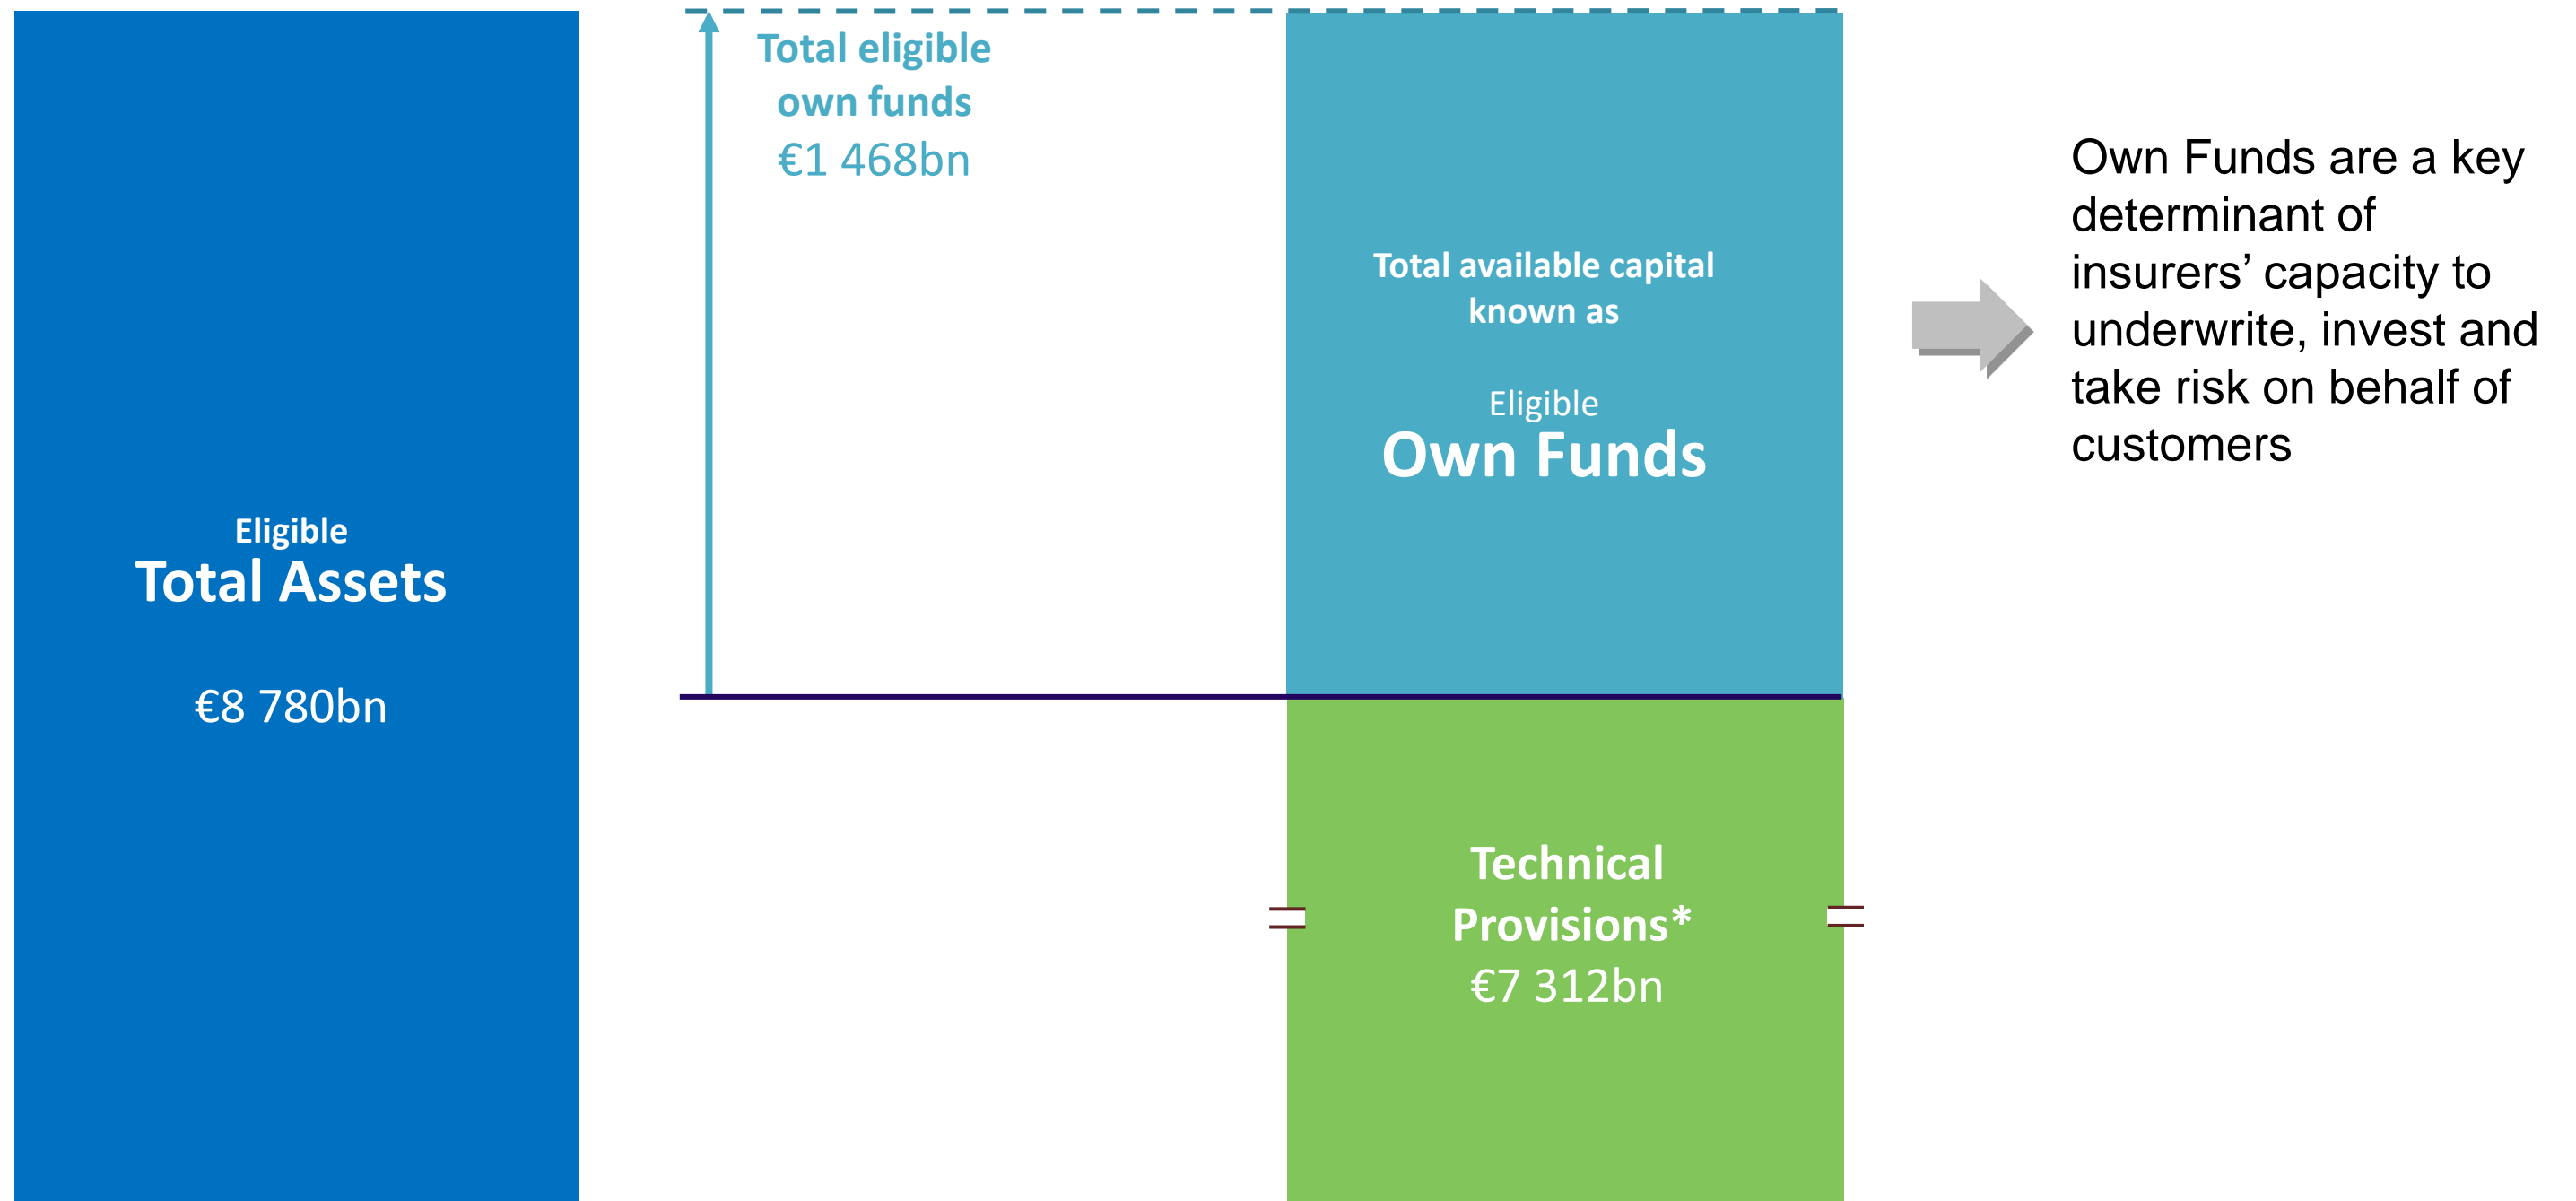 Eligible
Total Assets
€8 780bn
Total eligible
own funds
€1 468bn
Total available capital
known as
Eligible
Own Funds
Technical
Provisions*
€7 312bn
Own Funds are a key
determinant of
insurers’ capacity to
underwrite, invest and
take risk on behalf of
customers